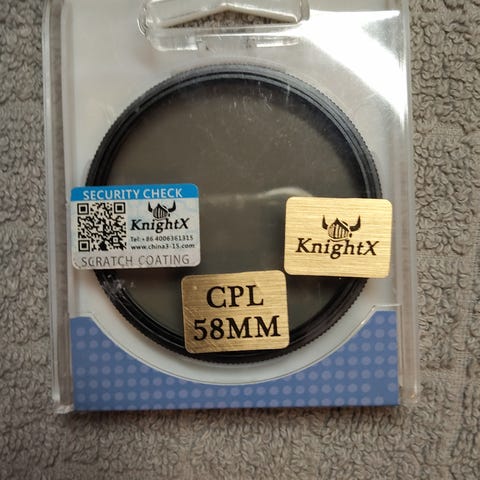 SECURITY CHECK
KnightX
Tel:+86 4006361315
www.china3-15.com
SCRATCH COATING
KnightX
CPL
58MM